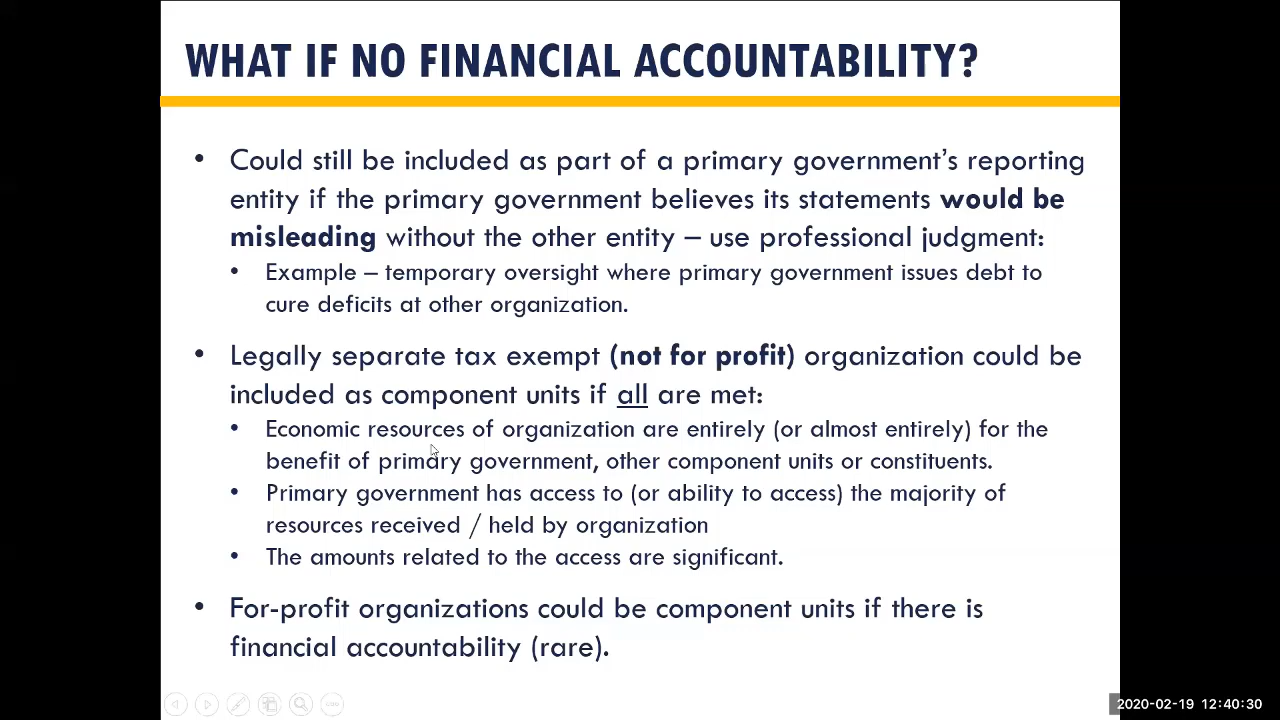 WHAT IF NO FINANCIAL ACCOUNTABILITY?
• Could still be included as part of a primary government's reporting
entity if the primary government believes its statements would be
misleading without the other entity – use professional judgment:
• Example – temporary oversight where primary government issues debt to
cure deficits at other organization.
• Legally separate tax exempt (not for profit) organization could be
included as component units if all are met:
• Economic resources of organization are entirely (or almost entirely) for the
benefit of primary government, other component units or constituents.
• Primary government has access to (or ability to access) the majority of
resources received / held by organization
• The amounts related to the access are significant.
• For-profit organizations could be component units if there is
financial accountability (rare).
2020-02-19 12:40:30